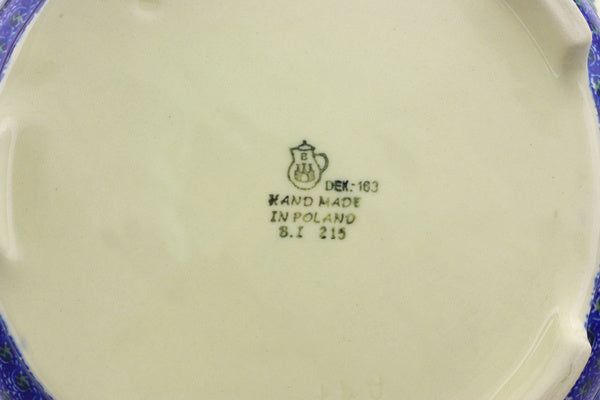 B
DEK.-163
HAND MADE
IN POLAND
B.I 215